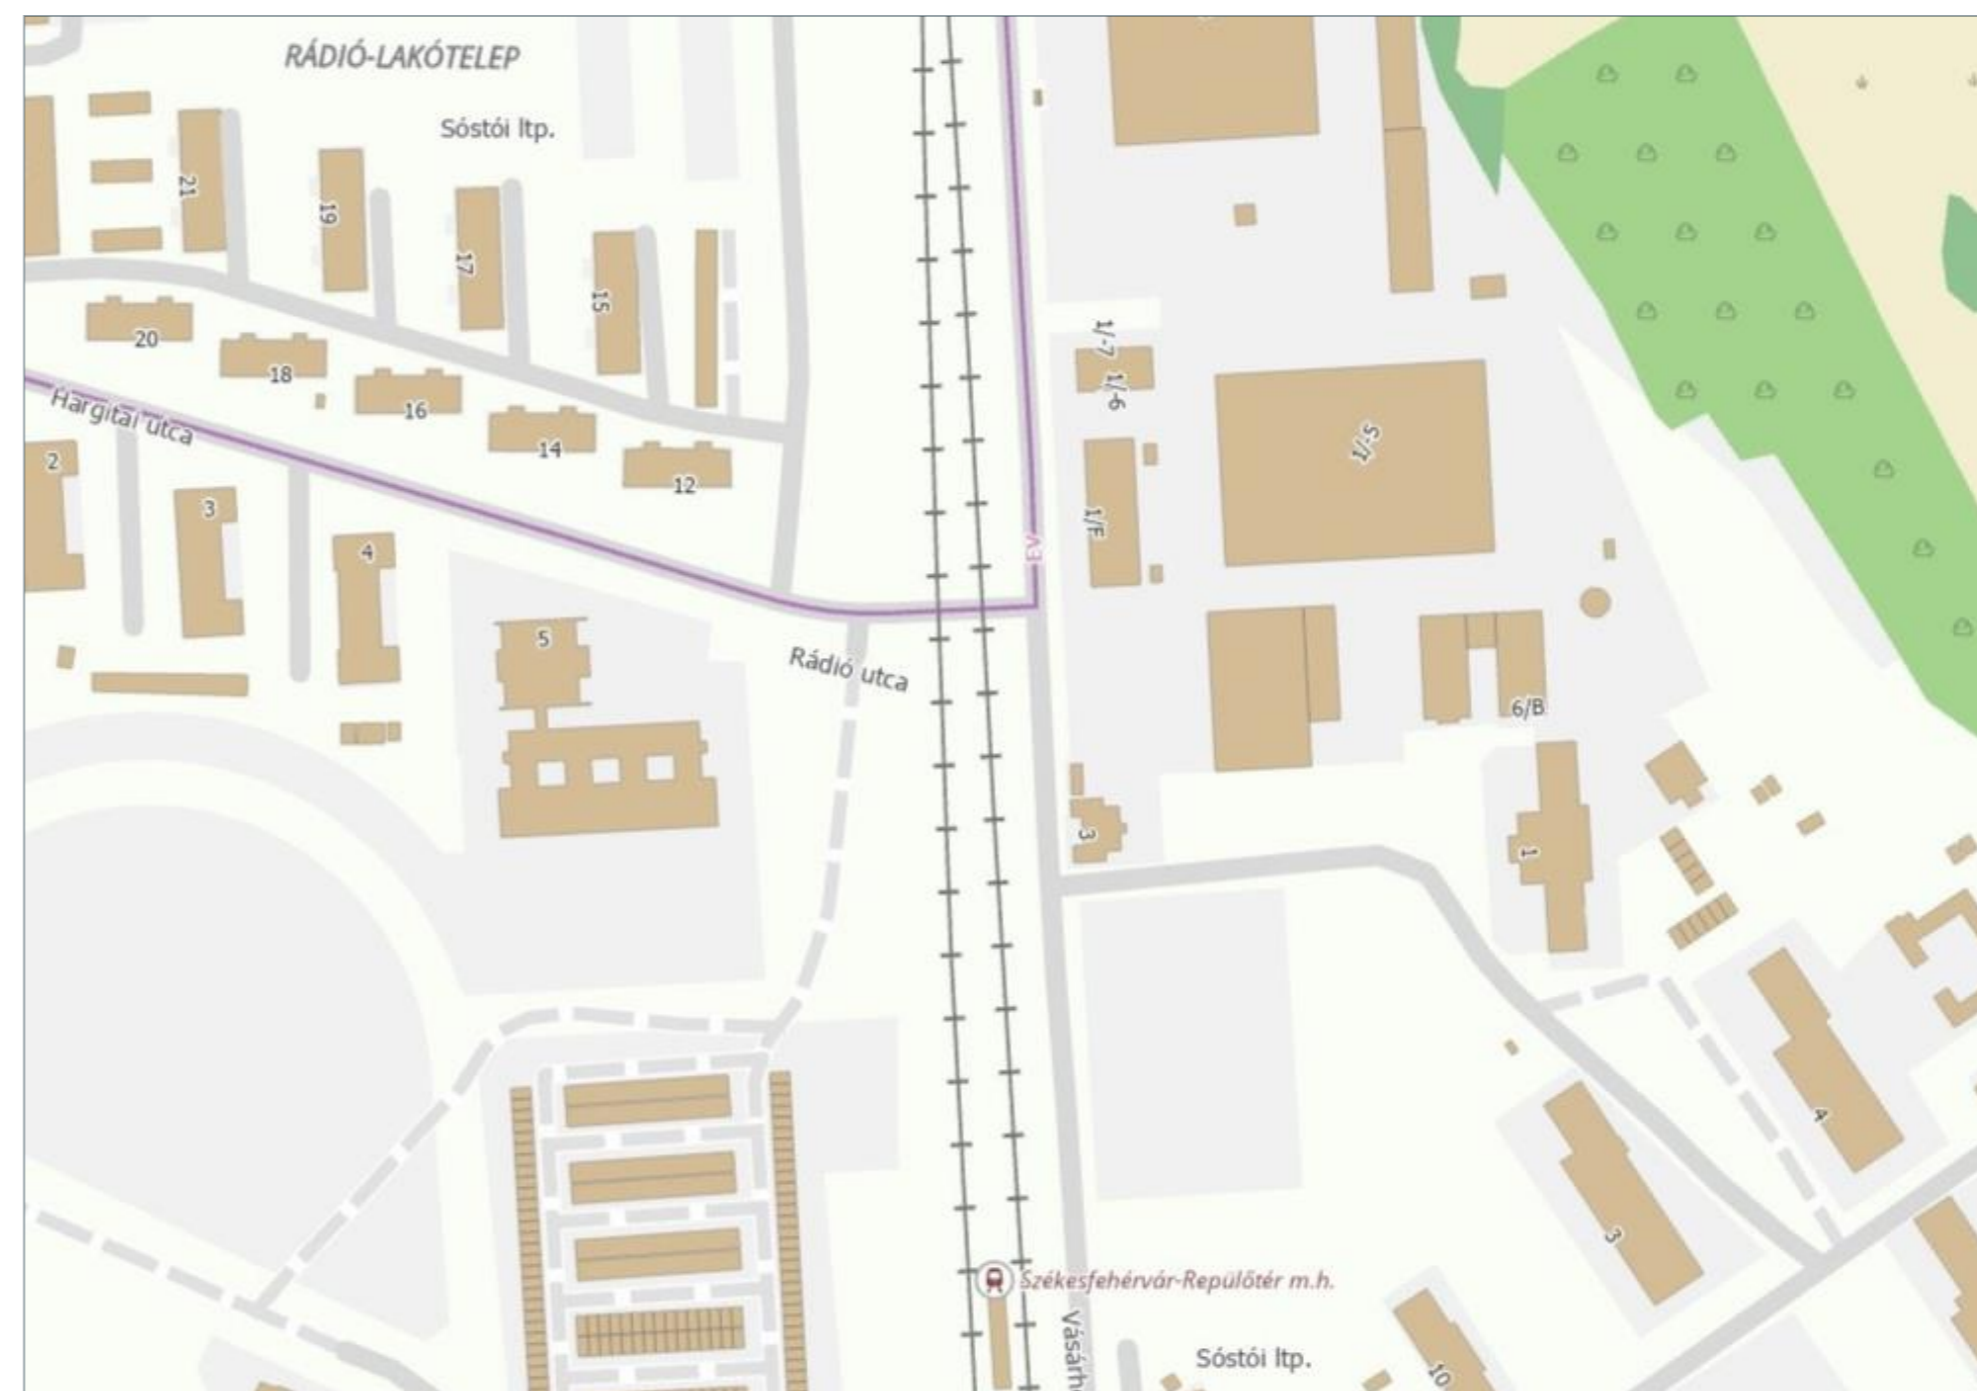 RÁDIÓ-LAKÓTELEP
Sóstói ltp.
21
19
17
15
20
18
16
14
12
Hargitai utca
2
3
4
5
Rádió utca
EV
1/-7
1/-6
1/-5
1/F
6/B
3
1
4
3
Székesfehérvár-Repülőtér m.h.
Vásárh
Sóstói ltp.
10